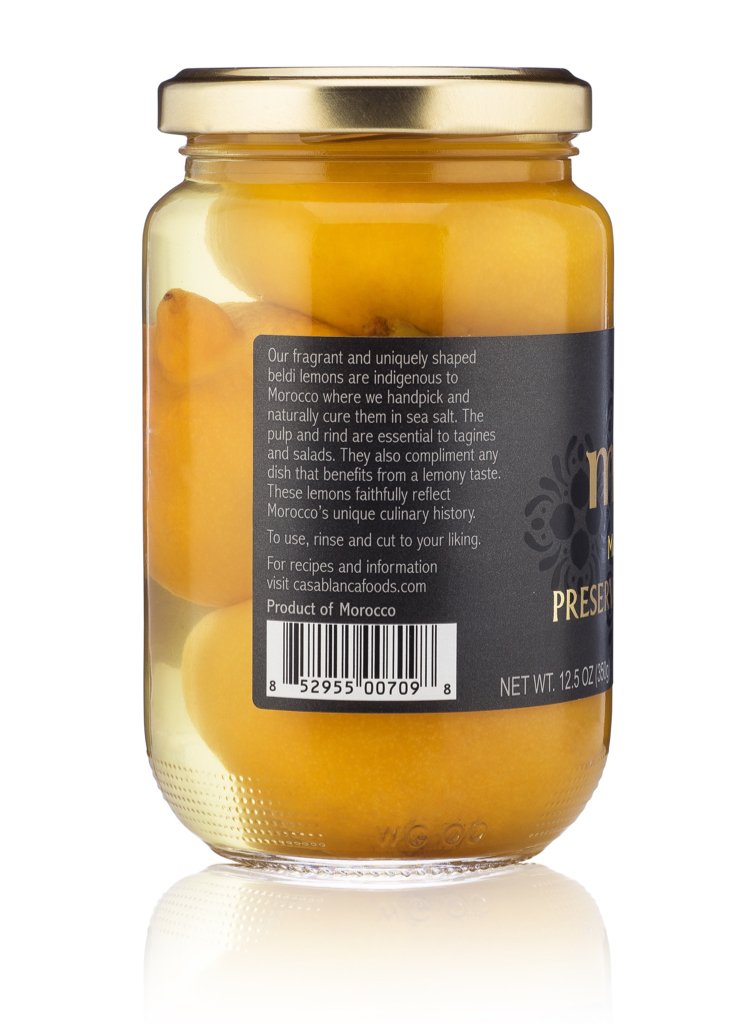 Our fragrant and uniquely shaped
beldi lemons are indigenous to
Morocco where we handpick and
naturally cure them in sea salt. The
pulp and rind are essential to tagines
and salads. They also compliment any
dish that benefits from a lemony taste.
These lemons faithfully reflect
Morocco's unique culinary history.
To use, rinse and cut to your liking.
For recipes and information
visit casablancafoods.com
Product of Morocco
8 52955 00709 8
NET WT. 12.5 OZ (350g)